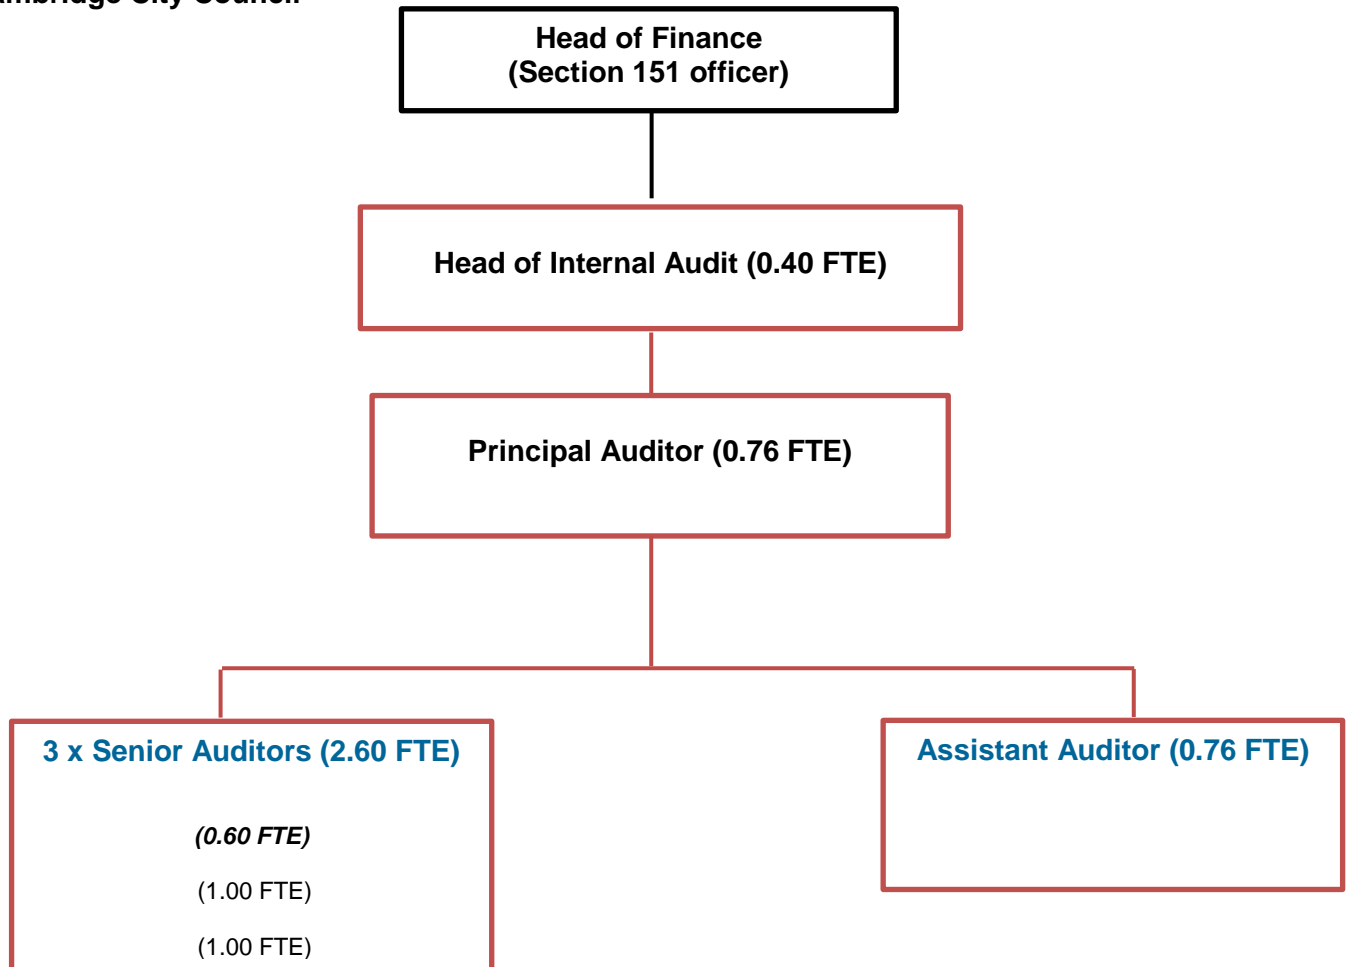 City Council
Head of Finance
(Section 151 officer)
Head of Internal Audit (0.40 FTE)
Principal Auditor (0.76 FTE)
3 x Senior Auditors (2.60 FTE)
(0.60 FTE)
(1.00 FTE)
(1.00 FTE)
Assistant Auditor (0.76 FTE)